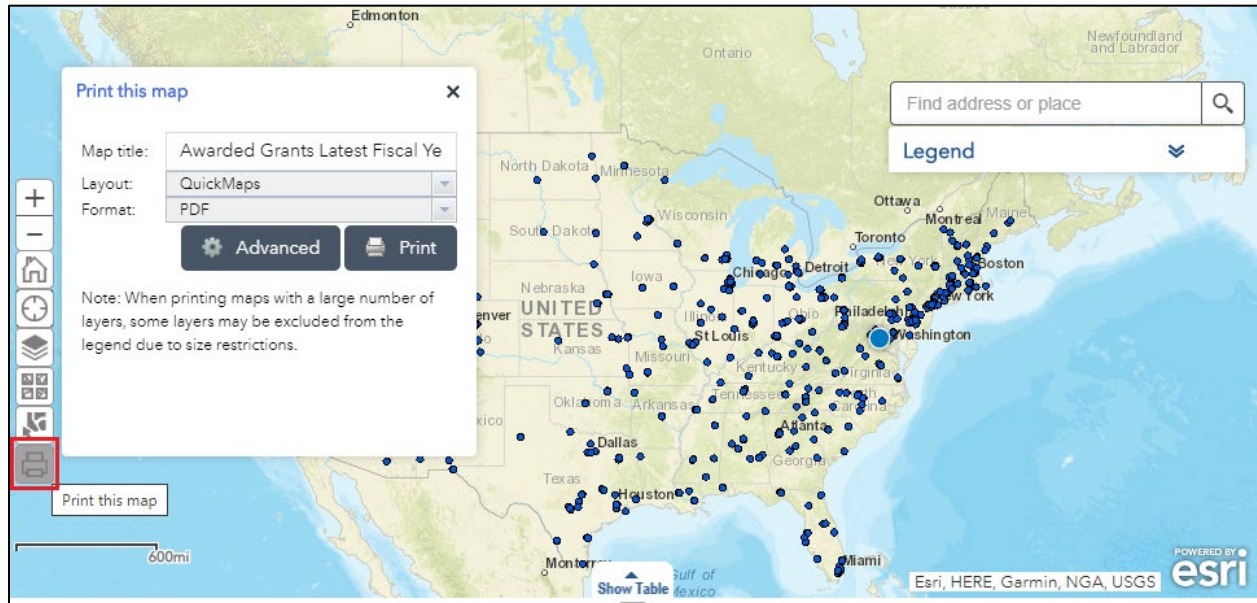 Edmonton
Ontario
Newfoundland
and Labrador
Print this map
Map title: Awarded Grants Latest Fiscal Ye
Layout: QuickMaps
Format: PDF
Advanced
Print
Note: When printing maps with a large number of
layers, some layers may be excluded from the
legend due to size restrictions.
Find address or place
Legend
North Dakota
Minnesota
Ottawa
Montreal
Maine
Wisconsin
South Dakota
Toronto
Chicago
Detroit
Boston
Iowa
Nebraska
UNITED
STATES
Illinois
Ohio
Philadelphia
New York
St Louis
Washington
Kansas
Missouri
Kentucky
Virginia
Oklahoma
Arkansas
Tennessee
Carolina
Atlanta
Dallas
Georgia
Texas
Houston
Print this map
600mi
Monterrey
Miami
Gulf of
Mexico
Show Table
Esri, HERE, Garmin, NGA, USGS
POWERED BY
esri